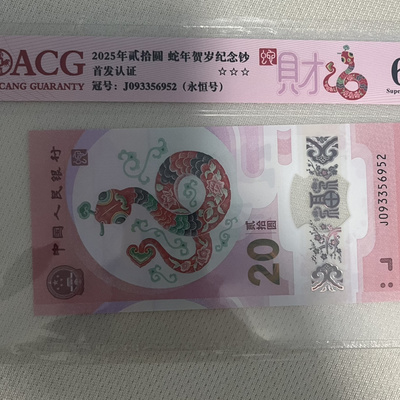 ACG
CANG GUARANTY
2025年贰拾圆 蛇年贺岁纪念钞
首发认证 ☆☆☆
冠号：J093356952（永恒号）
財
6
Supe
中国人民银行
贰拾圆
20
J093356952